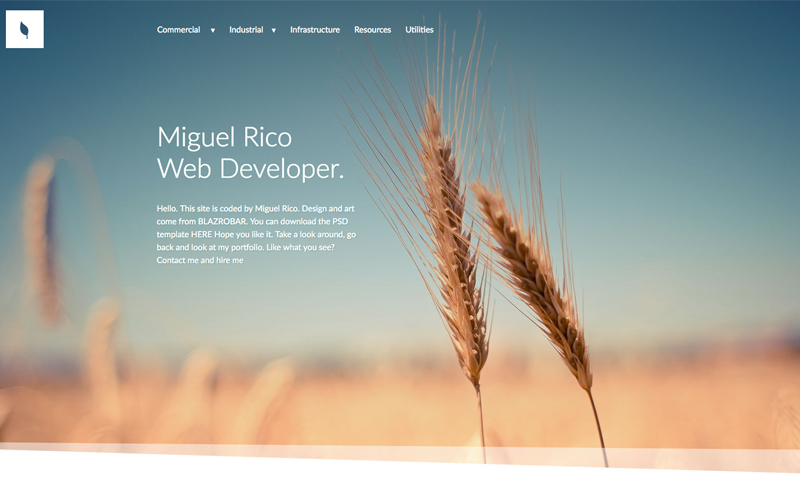 Commercial ▼ Industrial ▼ Infrastructure Resources Utilities
Miguel Rico
Web Developer.
Hello. This site is coded by Miguel Rico. Design and art
come from BLAZROBAR. You can download the PSD
template HERE Hope you like it. Take a look around, go
back and look at my portfolio. Like what you see?
Contact me and hire me